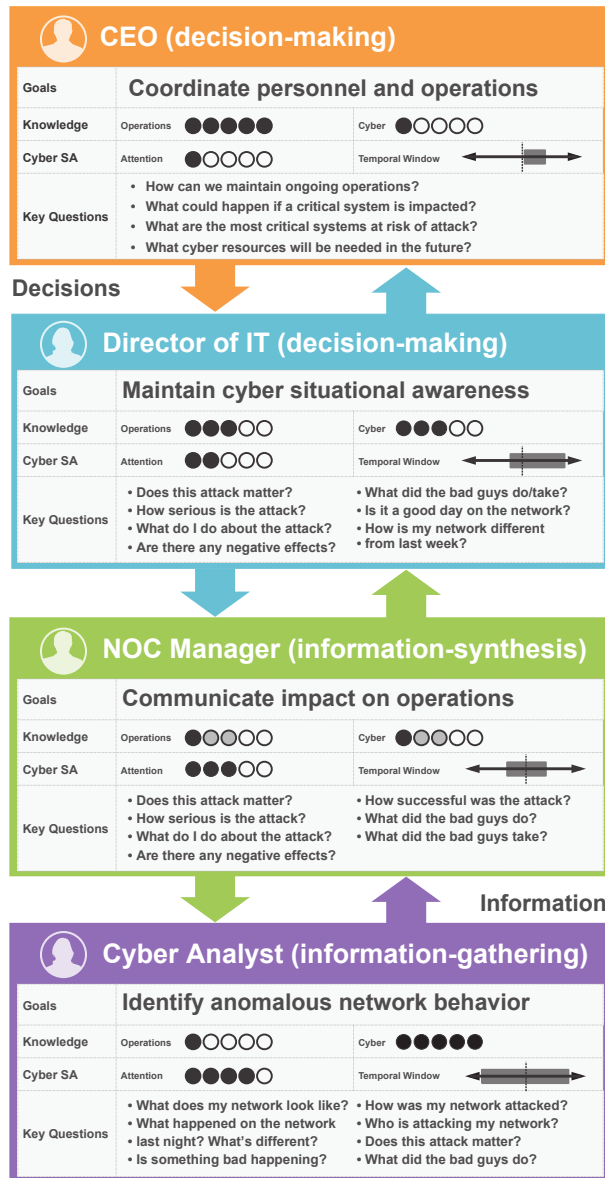 CEO (decision-making)
Goals
Coordinate personnel and operations
Knowledge
Operations
Cyber
Cyber SA
Attention
Temporal Window
Key Questions
• How can we maintain ongoing operations?
• What could happen if a critical system is impacted?
• What are the most critical systems at risk of attack?
• What cyber resources will be needed in the future?
Decisions
Director of IT (decision-making)
Goals
Maintain cyber situational awareness
Knowledge
Operations
Cyber
Cyber SA
Attention
Temporal Window
Key Questions
• Does this attack matter?
• How serious is the attack?
• What do I do about the attack?
• Are there any negative effects?
• What did the bad guys do/take?
• Is it a good day on the network?
• How is my network different
• from last week?
NOC Manager (information-synthesis)
Goals
Communicate impact on operations
Knowledge
Operations
Cyber
Cyber SA
Attention
Temporal Window
Key Questions
• Does this attack matter?
• How serious is the attack?
• What do I do about the attack?
• Are there any negative effects?
• How successful was the attack?
• What did the bad guys do?
• What did the bad guys take?
Information
Cyber Analyst (information-gathering)
Goals
Identify anomalous network behavior
Knowledge
Operations
Cyber
Cyber SA
Attention
Temporal Window
Key Questions
• What does my network look like?
• What happened on the network
• last night? What's different?
• Is something bad happening?
• How was my network attacked?
• Who is attacking my network?
• Does this attack matter?
• What did the bad guys do?